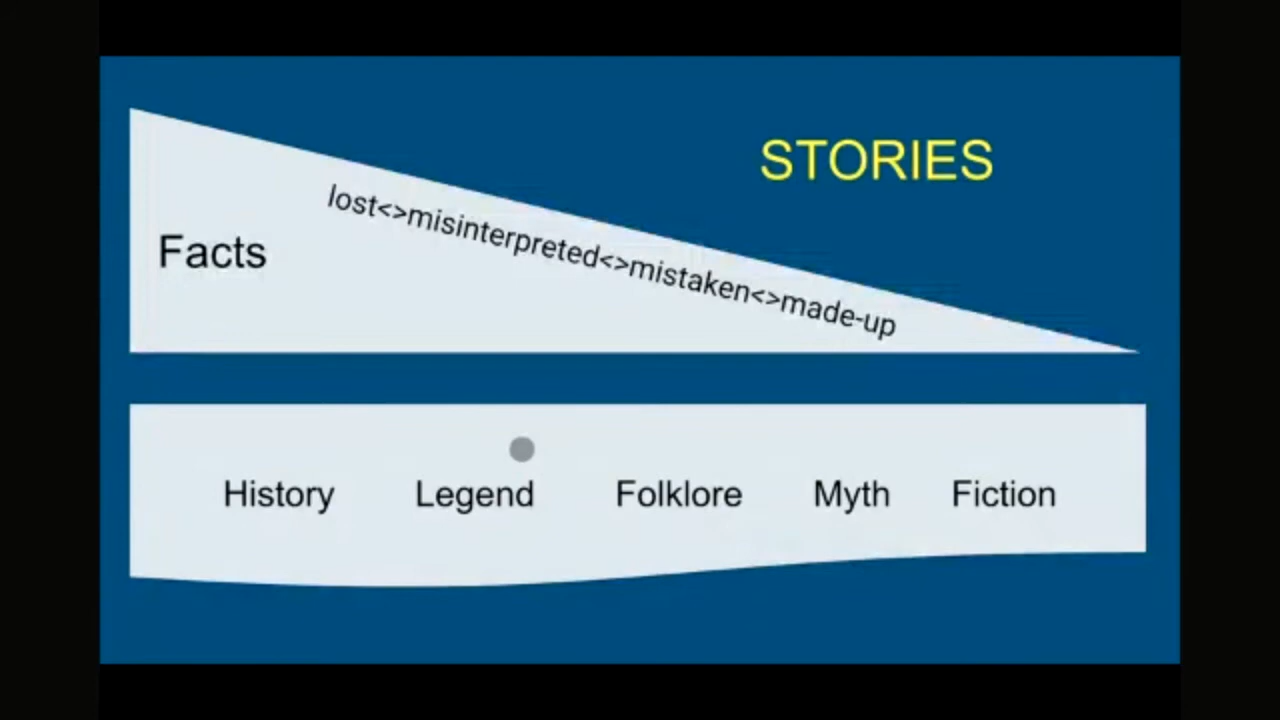 STORIES
lost<>misinterpreted<>mistaken<>made-up
Facts
History Legend Folklore Myth Fiction